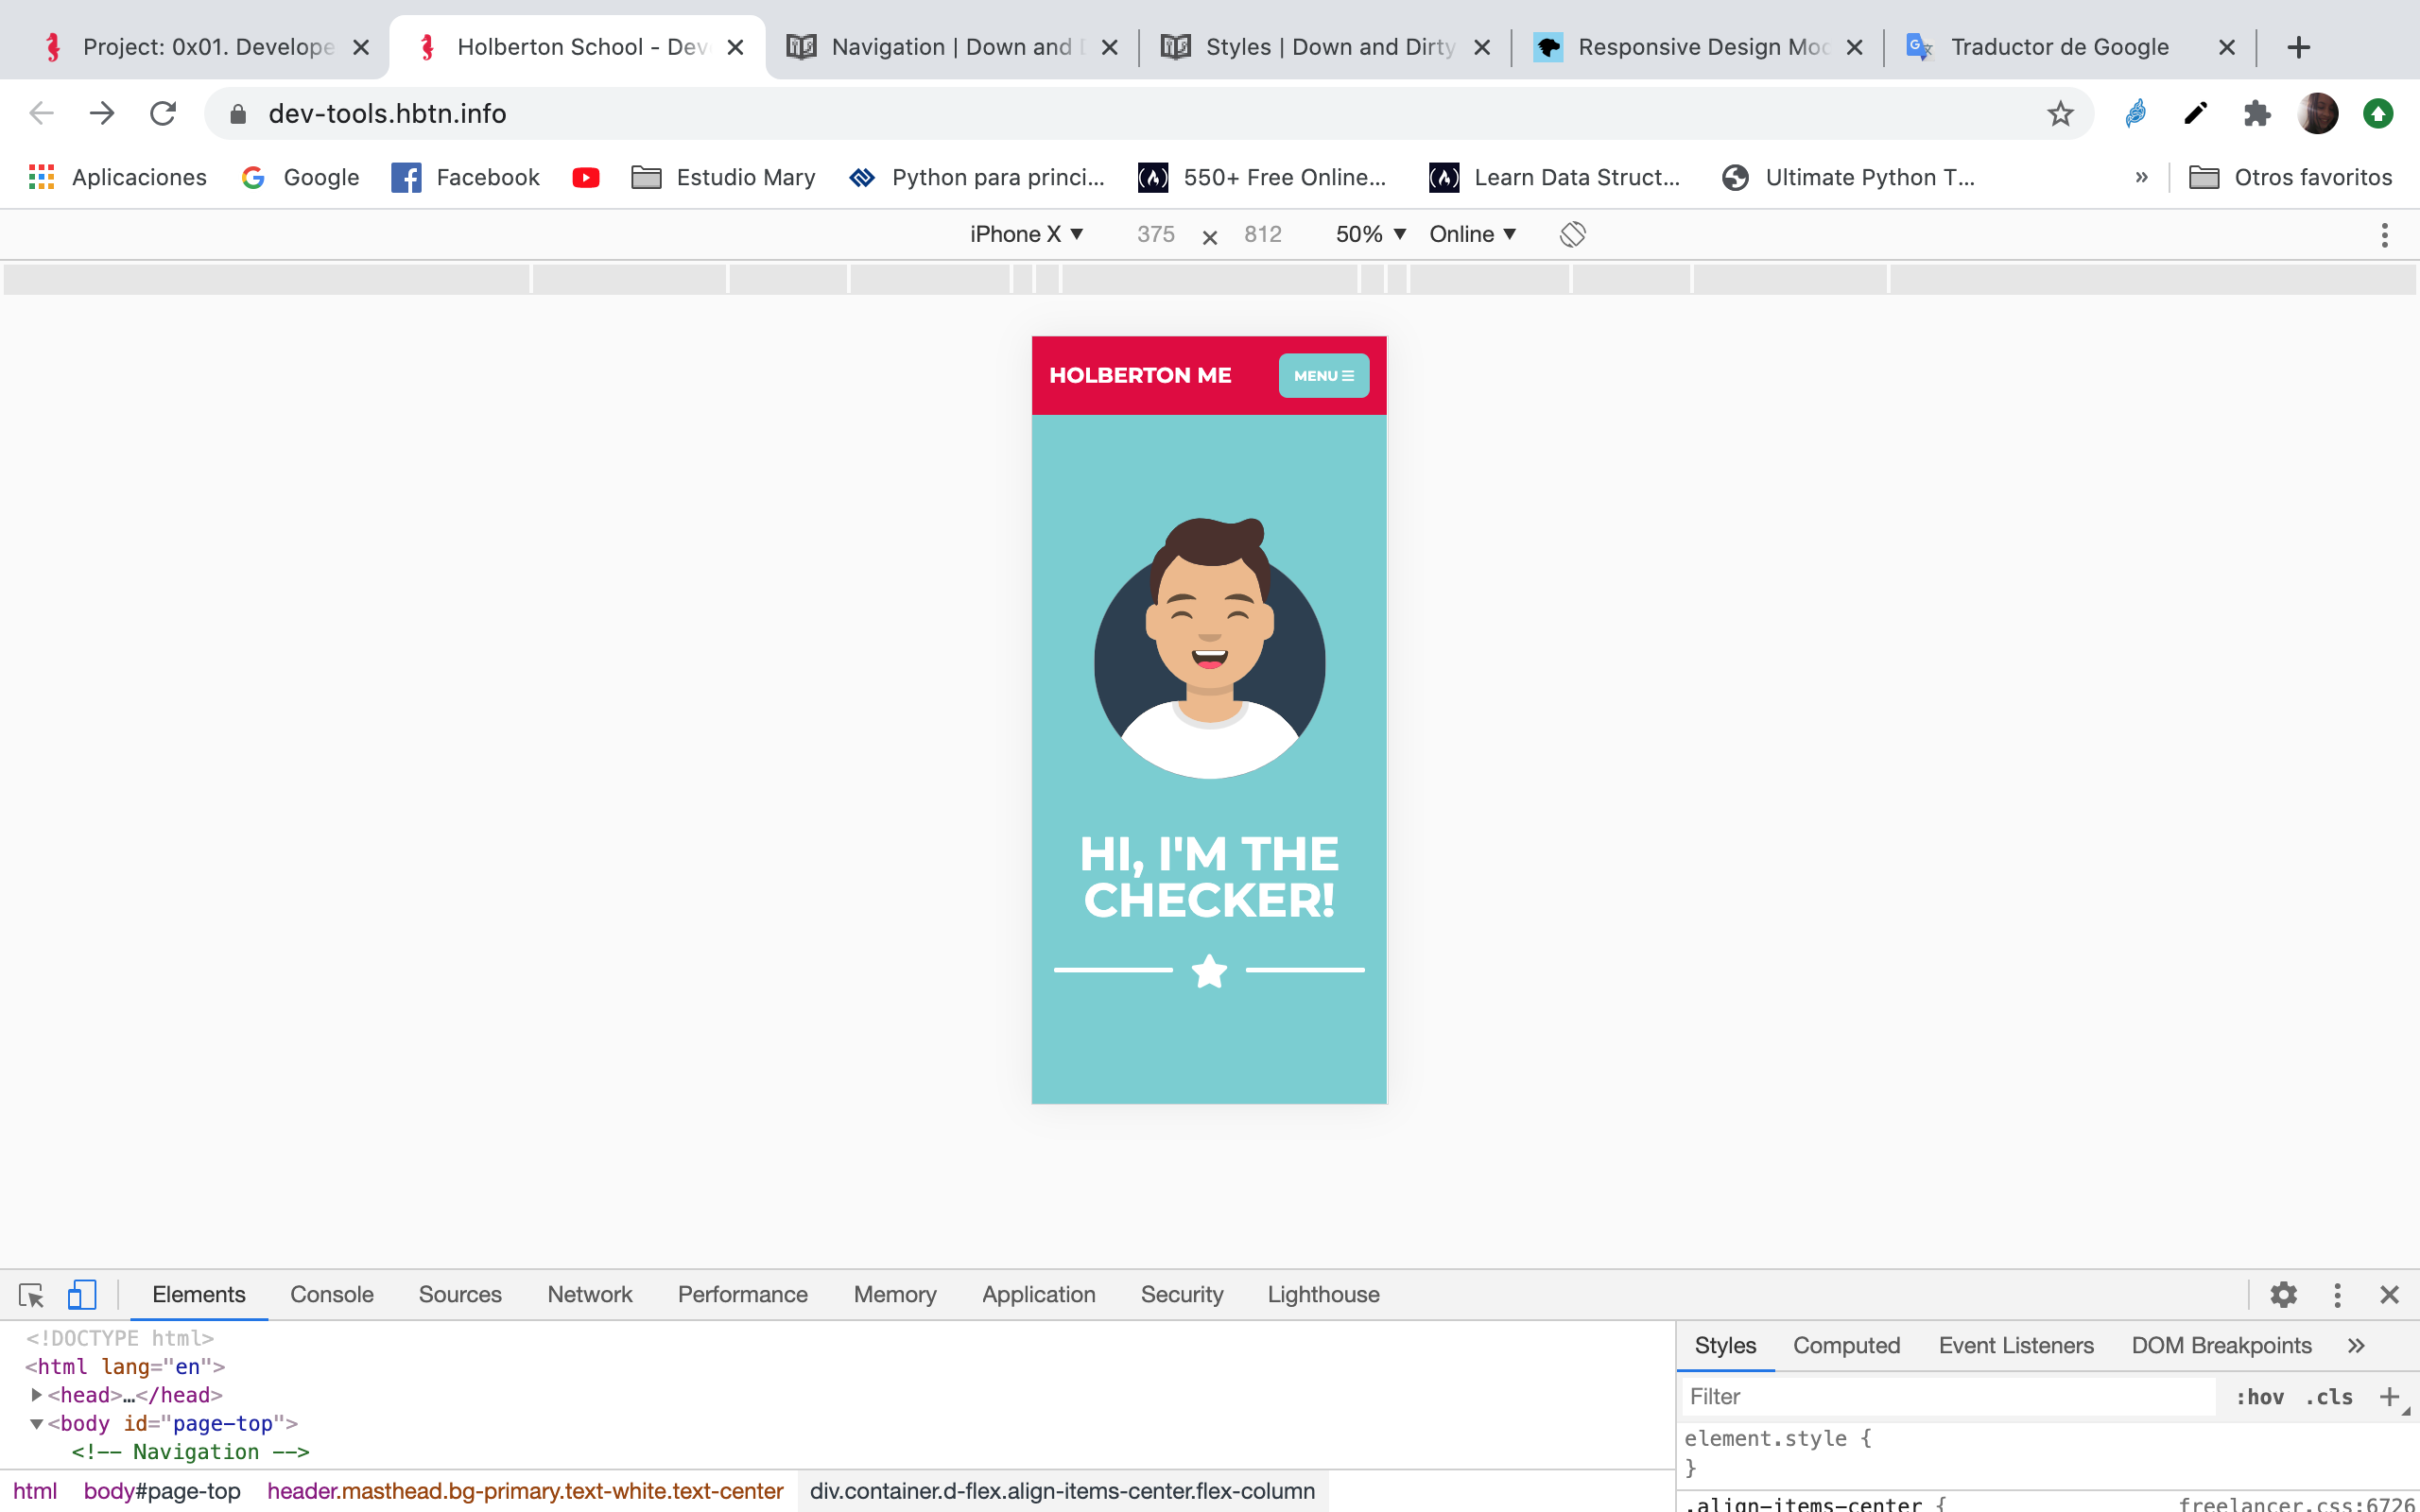 Project: 0x01. Develope
Holberton School - Dev
Navigation | Down and D
Styles | Down and Dirty
Responsive Design Mod
Traductor de Google
dev-tools.hbtn.info
Aplicaciones
Google
Facebook
Estudio Mary
Python para princi...
550+ Free Online...
Learn Data Struct...
Ultimate Python T...
»
Otros favoritos
iPhone X ▼ 375 × 812 50% ▼ Online ▼
HOLBERTON ME
MENU
HI, I'M THE
CHECKER!
Elements Console Sources Network Performance Memory Application Security Lighthouse
<!DOCTYPE html>
<html lang="en">
<head>…</head>
<body id="page-top">
<!-- Navigation -->
html body#page-top header.masthead.bg-primary.text-white.text-center div.container.d-flex.align-items-center.flex-column
Styles Computed Event Listeners DOM Breakpoints »
Filter :hov .cls +
element.style {
}
.align-items-center { freelancer.css:6726